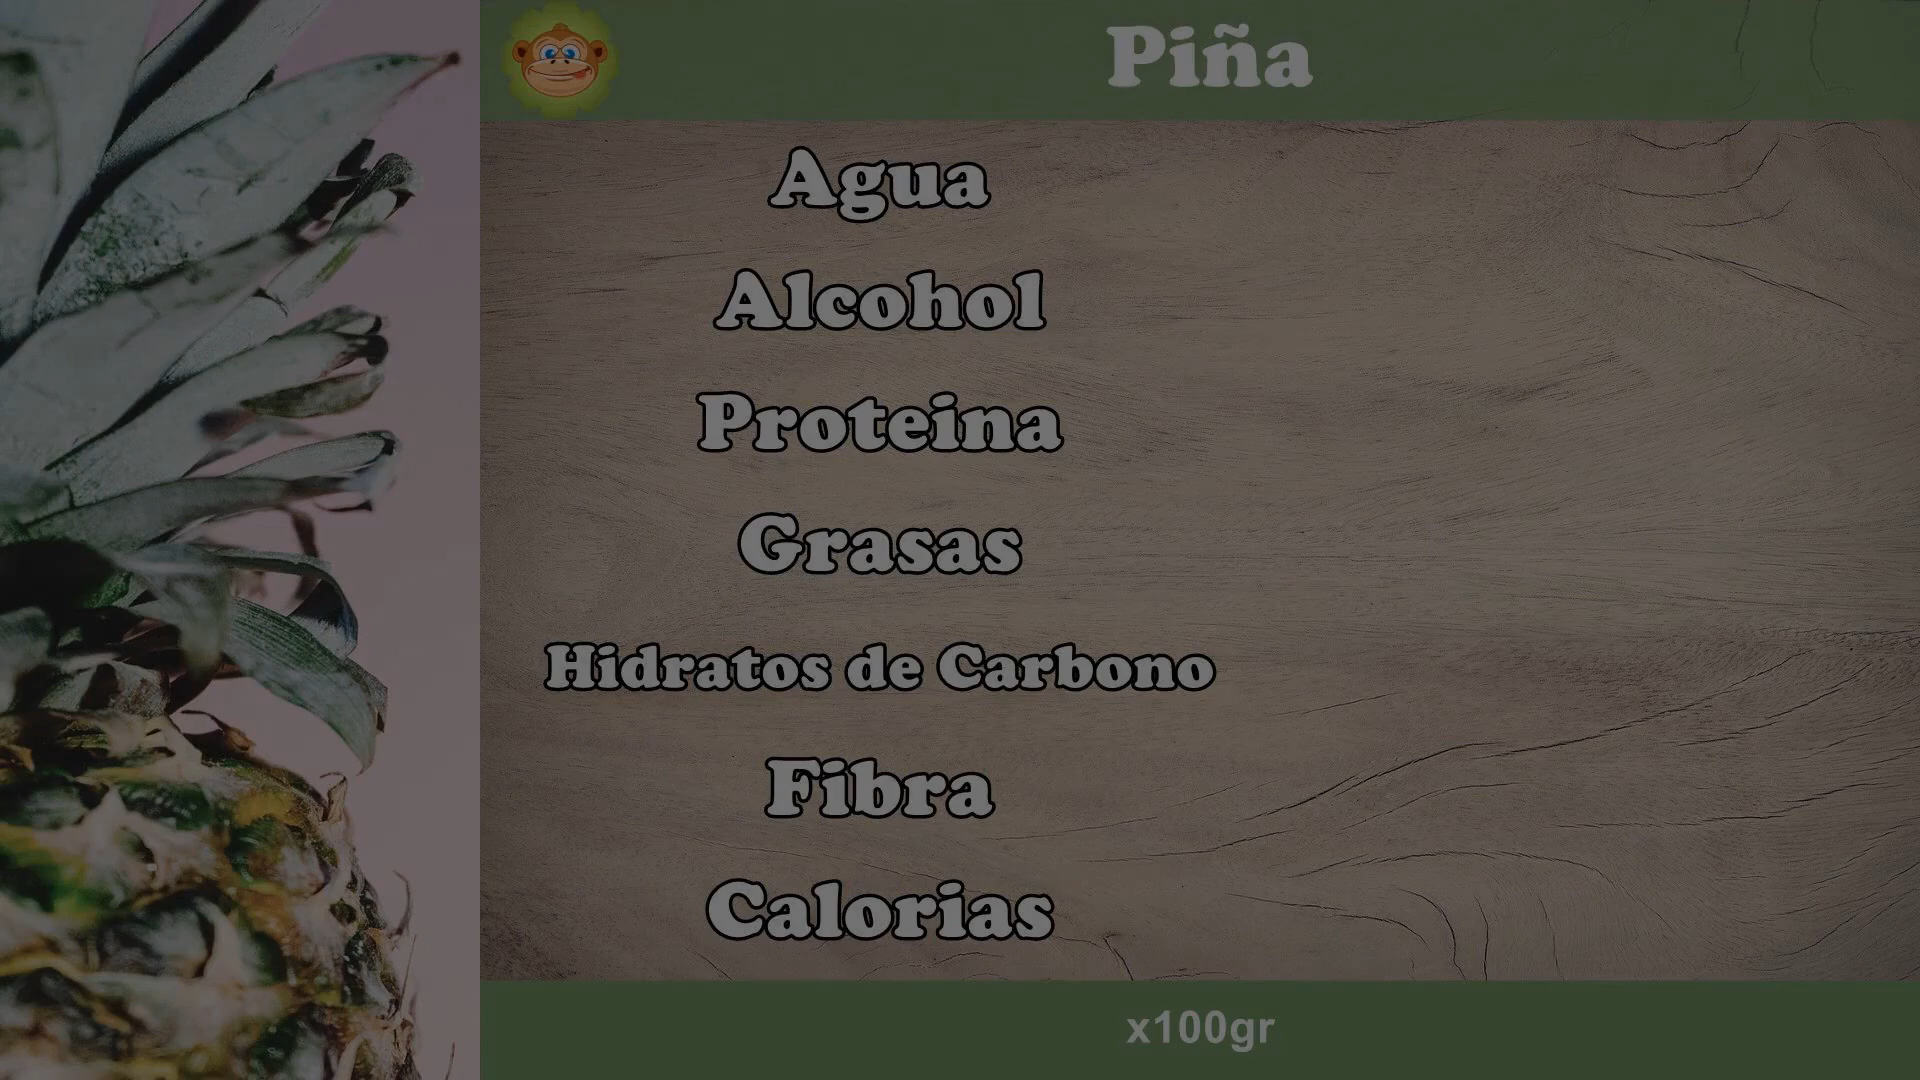 Piña
Agua
Alcohol
Proteina
Grasas
Hidratos de Carbono
Fibra
Calorias
x100gr